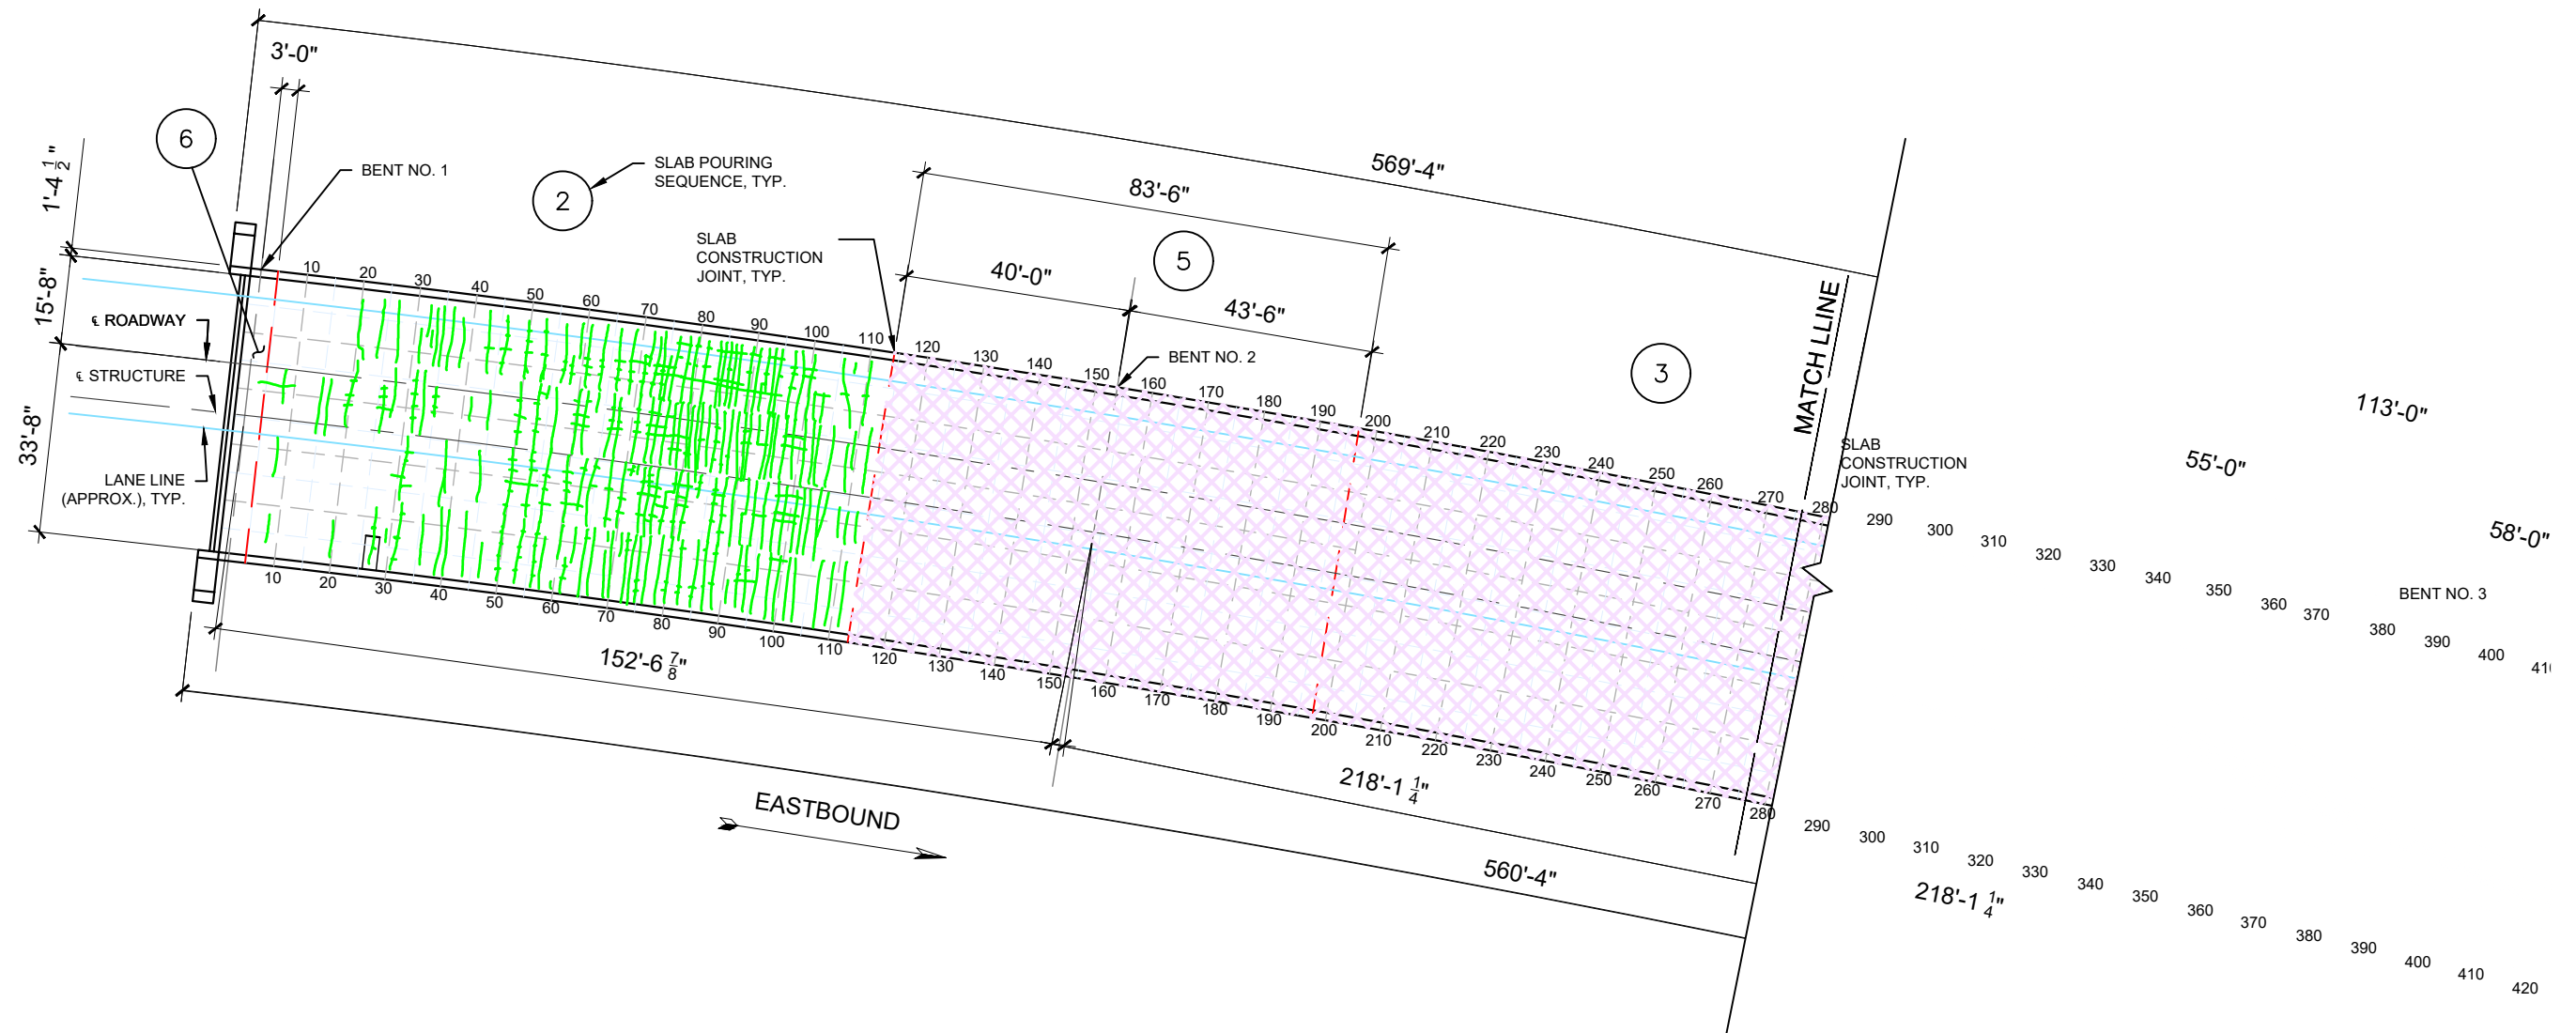 3'-0"
6
BENT NO. 1
2
SLAB POURING
SEQUENCE, TYP.
569'-4"
83'-6"
1'-4 1/2"
SLAB
CONSTRUCTION
JOINT, TYP.
40'-0"
5
43'-6"
15'-8"
℄ ROADWAY
℄ STRUCTURE
33'-8"
LANE LINE
(APPROX.), TYP.
BENT NO. 2
3
MATCH LLINE
SLAB
CONSTRUCTION
JOINT, TYP.
113'-0"
55'-0"
58'-0"
BENT NO. 3
10 20 30 40 50 60 70 80 90 100 110 120 130 140 150 160 170 180 190 200 210 220 230 240 250 260 270 280 290 300 310 320 330 340 350 360 370 380 390 400
10 20 30 40 50 60 70 80 90 100 110 120 130 140 150 160 170 180 190 200 210 220 230 240 250 260 270 280 290 300 310 320 330 340 350 360 370 380 390 400 410 420
152'-6 7/8"
218'-1 1/4"
218'-1 1/4"
EASTBOUND
560'-4"